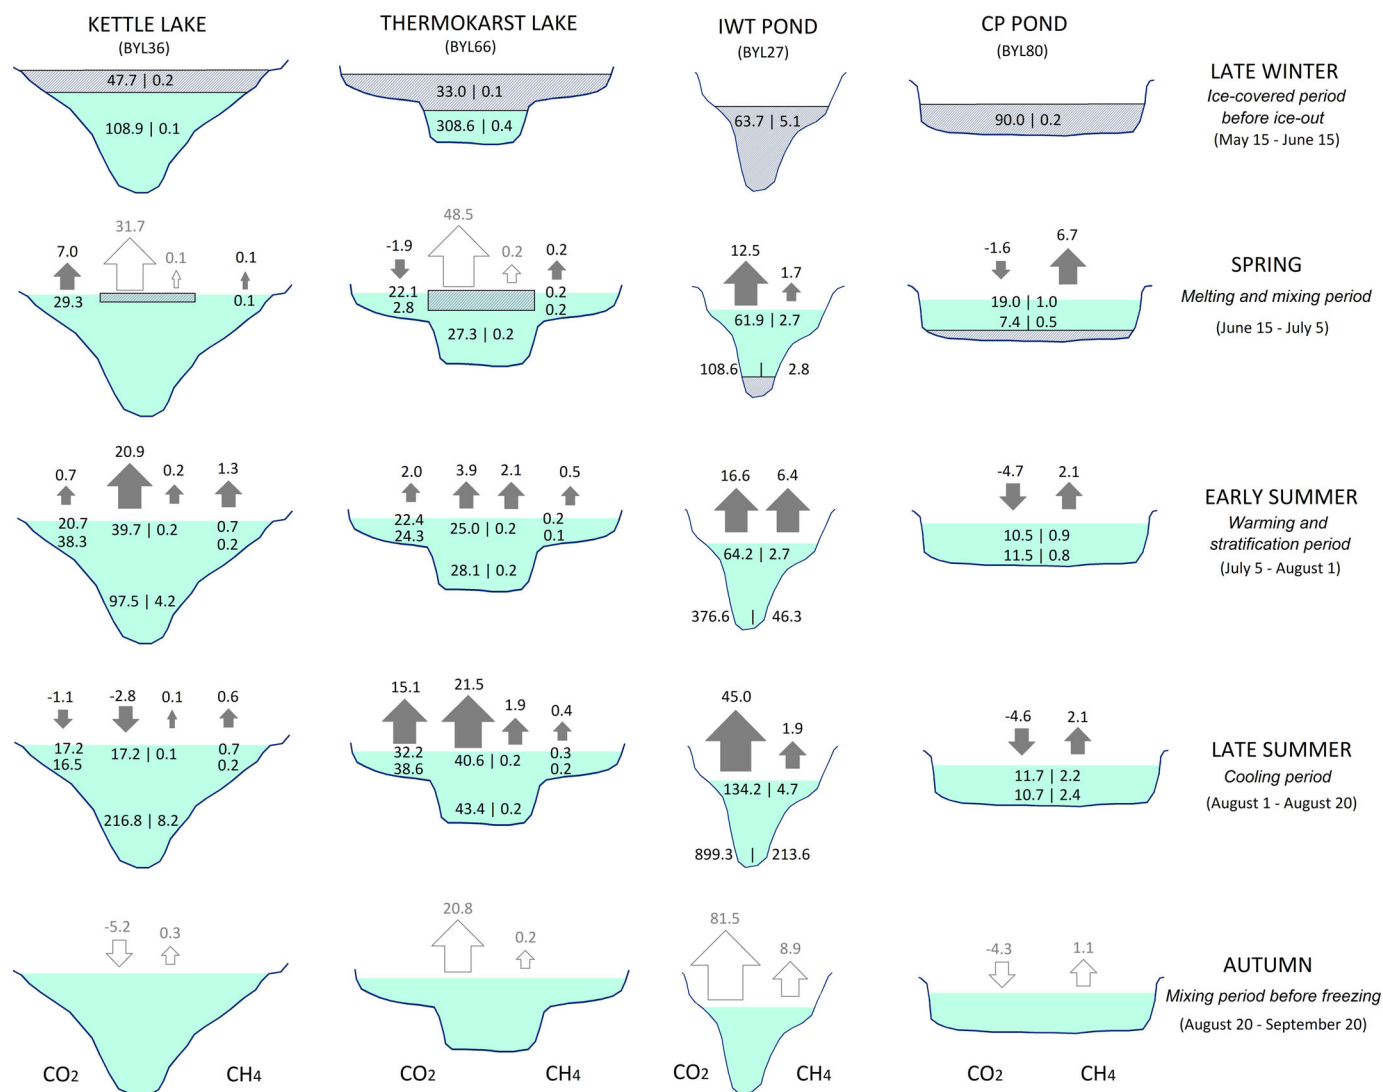 KETTLE LAKE
(BYL36)
THERMOKARST LAKE
(BYL66)
IWT POND
(BYL27)
CP POND
(BYL80)
47.7 | 0.2
108.9 | 0.1
33.0 | 0.1
308.6 | 0.4
63.7 | 5.1
90.0 | 0.2
LATE WINTER
Ice-covered period
before ice-out
(May 15 - June 15)
7.0
31.7
0.1
0.1
29.3
0.1
-1.9
48.5
0.2
0.2
22.1
0.2
2.8
0.2
27.3 | 0.2
12.5
1.7
61.9 | 2.7
108.6 | 2.8
-1.6
6.7
19.0 | 1.0
7.4 | 0.5
SPRING
Melting and mixing period
(June 15 - July 5)
0.7
20.9
0.2
1.3
20.7
39.7 | 0.2
0.7
38.3
0.2
97.5 | 4.2
2.0
3.9
2.1
0.5
22.4
25.0 | 0.2
0.2
24.3
0.1
28.1 | 0.2
16.6
6.4
64.2 | 2.7
376.6 | 46.3
-4.7
2.1
10.5 | 0.9
11.5 | 0.8
EARLY SUMMER
Warming and
stratification period
(July 5 - August 1)
-1.1
-2.8
0.1
0.6
17.2
17.2 | 0.1
0.7
16.5
0.2
216.8 | 8.2
15.1
21.5
1.9
0.4
32.2
40.6 | 0.2
0.3
38.6
0.2
43.4 | 0.2
45.0
1.9
134.2 | 4.7
899.3 | 213.6
-4.6
2.1
11.7 | 2.2
10.7 | 2.4
LATE SUMMER
Cooling period
(August 1 - August 20)
-5.2
0.3
20.8
0.2
81.5
8.9
-4.3
1.1
AUTUMN
Mixing period before freezing
(August 20 - September 20)
CO2
CH4
CO2
CH4
CO2
CH4
CO2
CH4